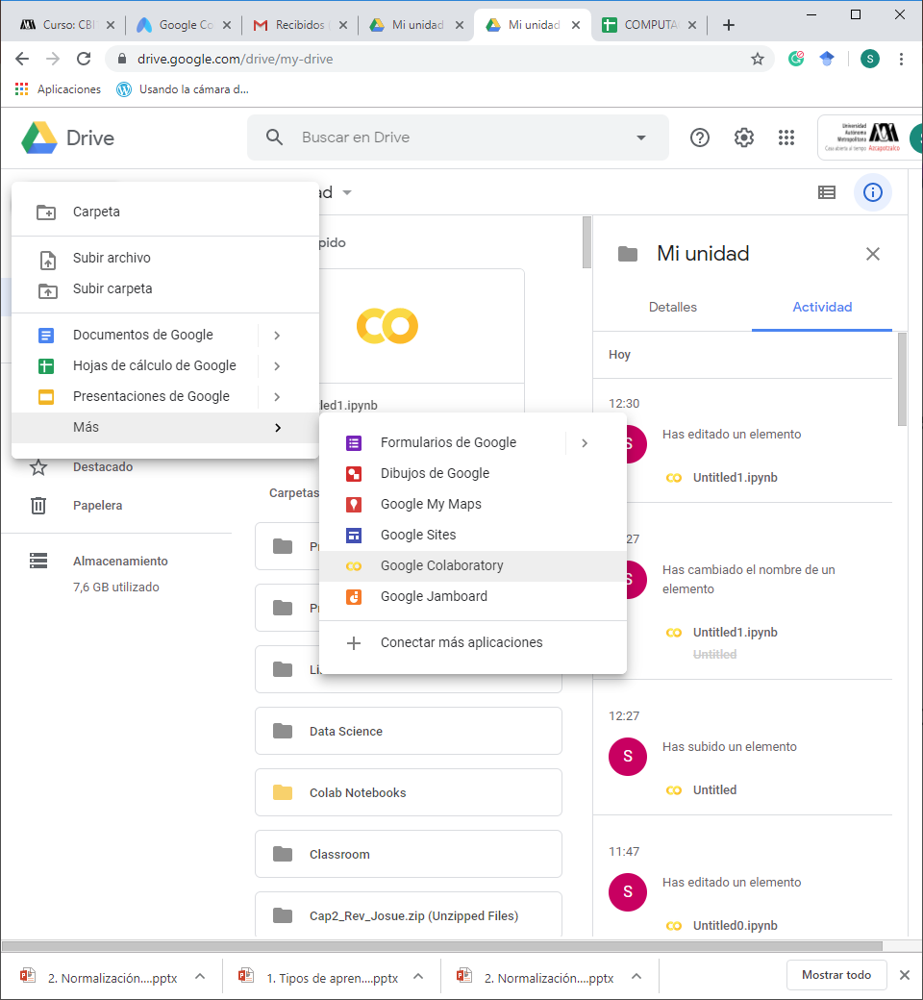 Curso: CBI
Google Co
Recibidos
Mi unidad
Mi unidad
COMPUTA
drive.google.com/drive/my-drive
S
Aplicaciones
Usando la cámara d...
Drive
Buscar en Drive
Universidad
Autónoma
Metropolitana
Casa abierta al tiempo Azcapotzalco
S
ad
Carpeta
Subir archivo
Subir carpeta
Documentos de Google
Hojas de cálculo de Google
Presentaciones de Google
Más
Destacado
Papelera
Almacenamiento
7,6 GB utilizado
pido
led1.ipynb
Carpetas
Formularios de Google
Dibujos de Google
Google My Maps
Google Sites
Google Colaboratory
Google Jamboard
Conectar más aplicaciones
Data Science
Colab Notebooks
Classroom
Cap2_Rev_Josue.zip (Unzipped Files)
Mi unidad
Detalles
Actividad
Hoy
12:30
S
Has editado un elemento
Untitled1.ipynb
:27
S
Has cambiado el nombre de un
elemento
Untitled1.ipynb
Untitled
12:27
S
Has subido un elemento
Untitled
11:47
S
Has editado un elemento
Untitled0.ipynb
2. Normalización....pptx
1. Tipos de apren....pptx
2. Normalización....pptx
Mostrar todo